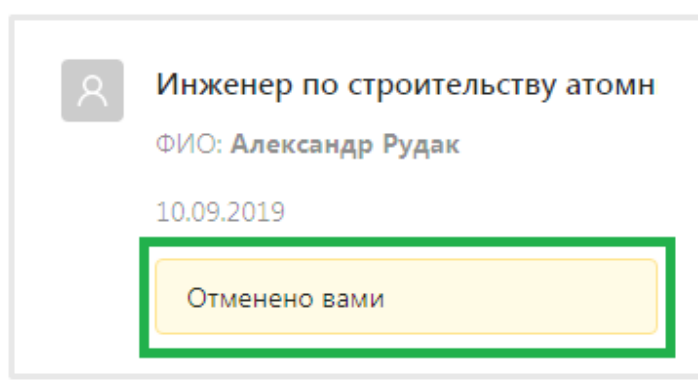 Инженер по строительству атомн
ФИО: Александр Рудак
10.09.2019
Отменено вами